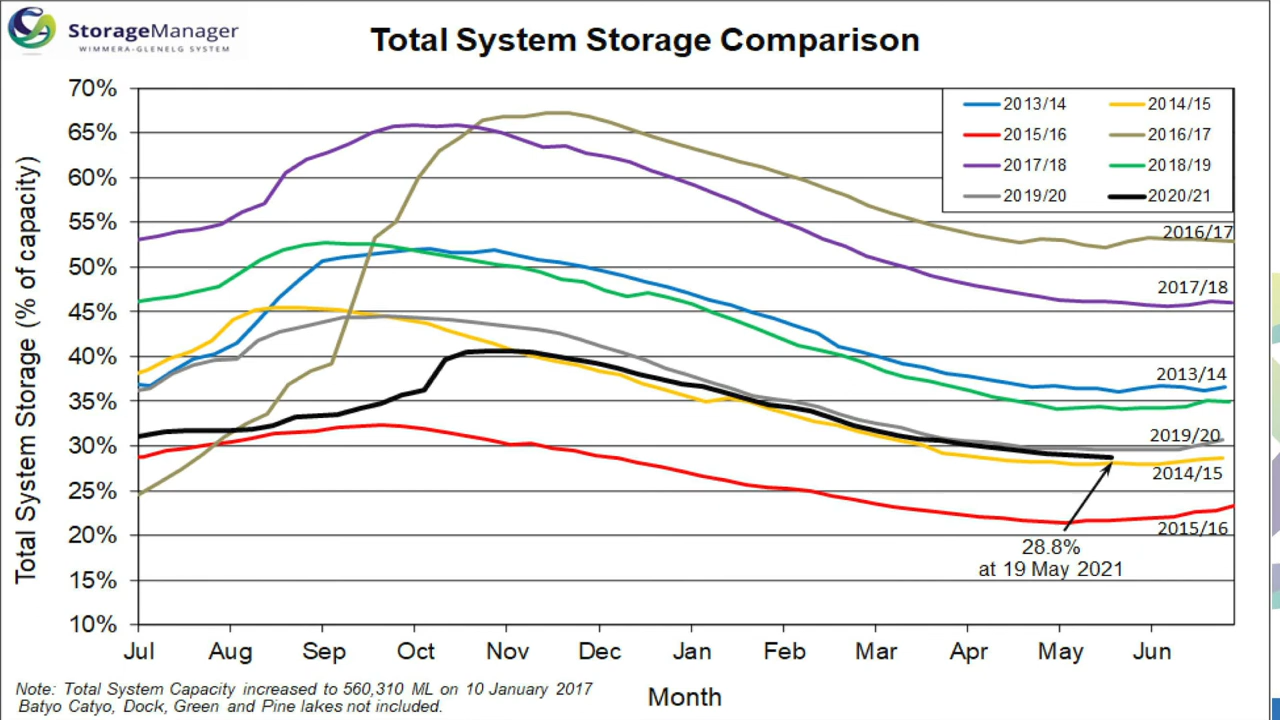 StorageManager
WIMMERA-GLENELG SYSTEM
Total System Storage Comparison
Total System Storage (% of capacity)
70%
65%
60%
55%
50%
45%
40%
35%
30%
25%
20%
15%
10%
2013/14 2014/15
2015/16 2016/17
2017/18 2018/19
2019/20 2020/21
2016/17
2017/18
2013/14
2019/20
2014/15
2015/16
28.8%
at 19 May 2021
Jul Aug Sep Oct Nov Dec Jan Feb Mar Apr May Jun
Month
Note: Total System Capacity increased to 560,310 ML on 10 January 2017
Batyo Catyo, Dock, Green and Pine lakes not included.